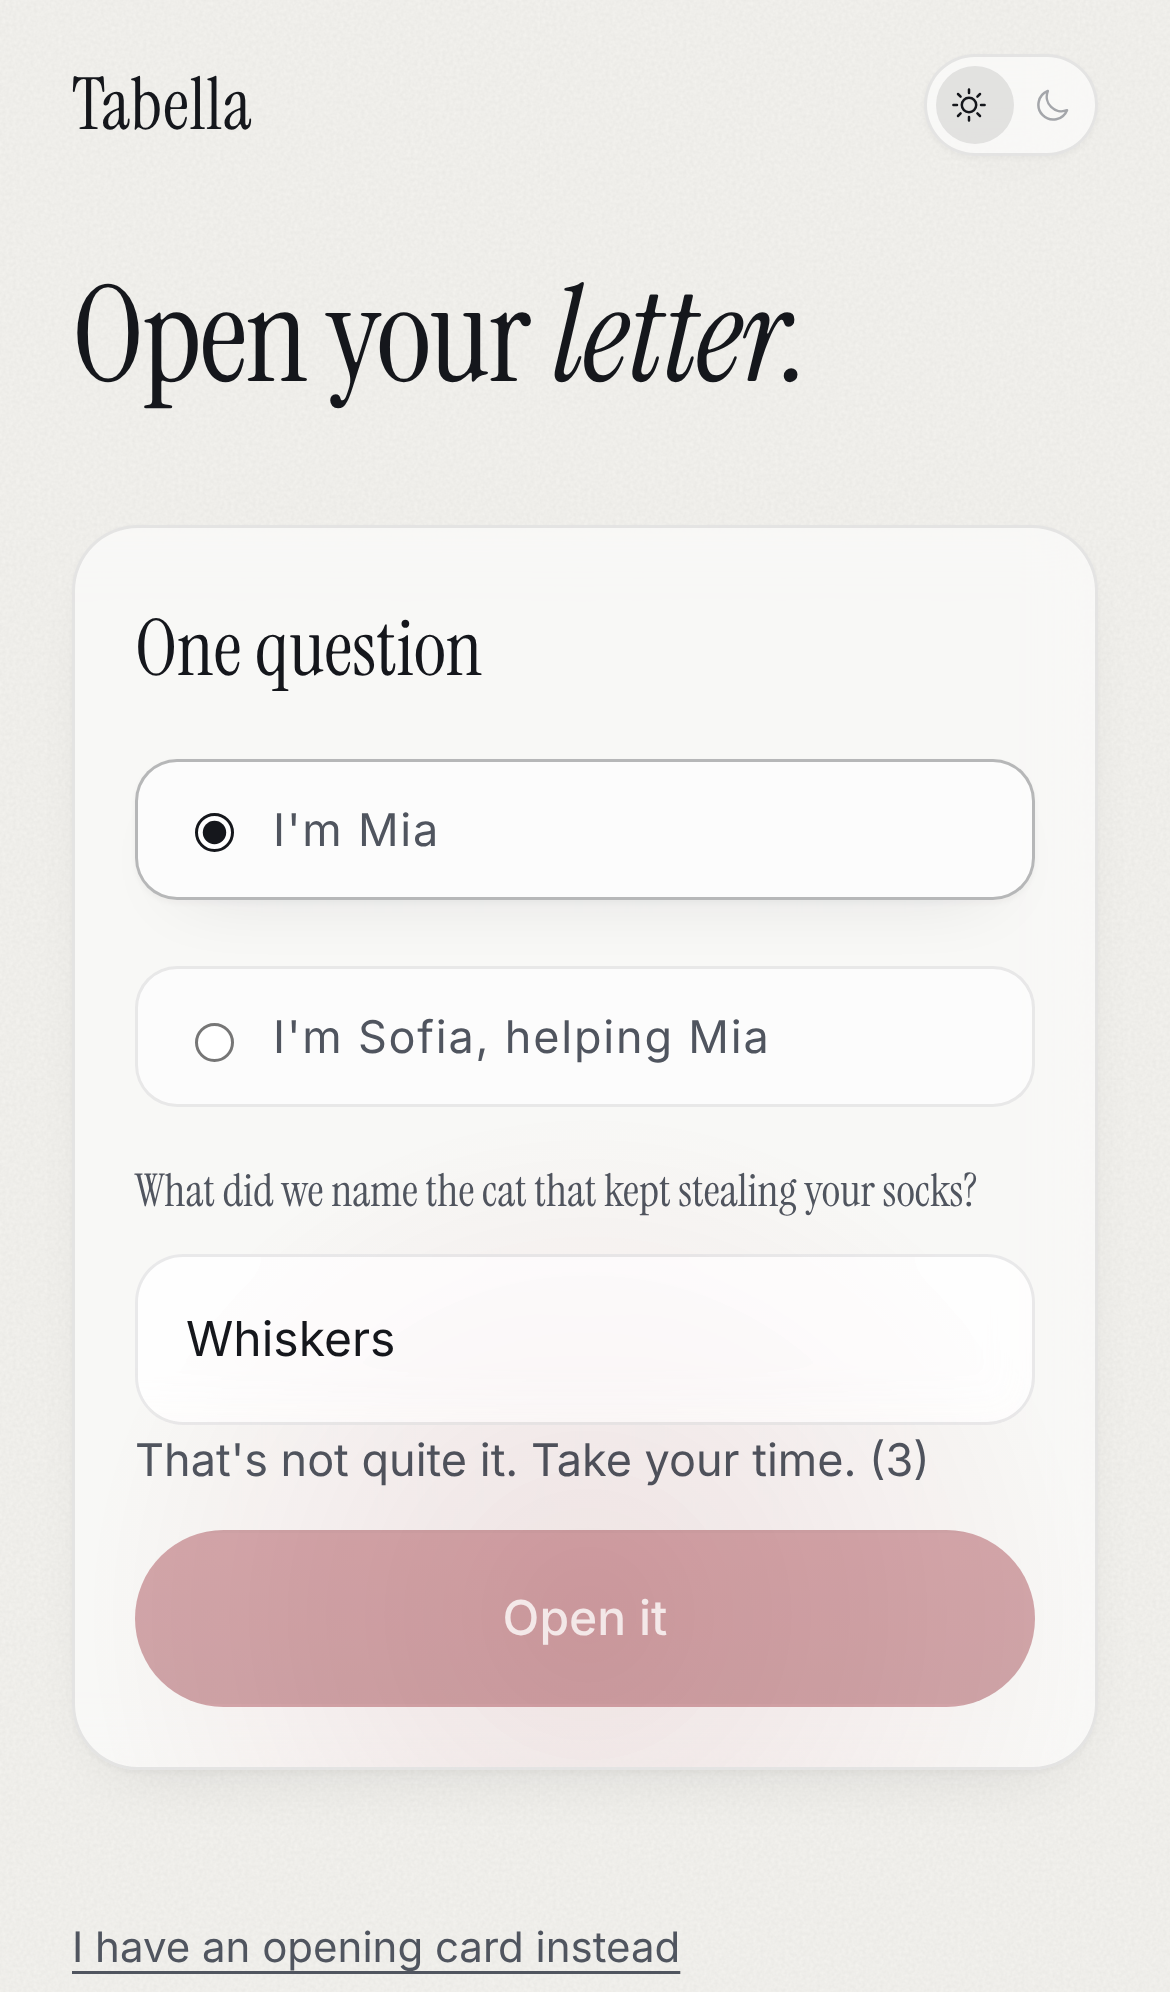 Tabella
Open your letter.
One question
I'm Mia
I'm Sofia, helping Mia
What did we name the cat that kept stealing your socks?
Whiskers
That's not quite it. Take your time. (3)
Open it
I have an opening card instead